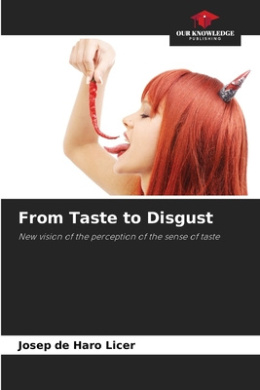 OUR KNOWLEDGE
PUBLISHING
From Taste to Disgust
New vision of the perception of the sense of taste
Josep de Haro Licer